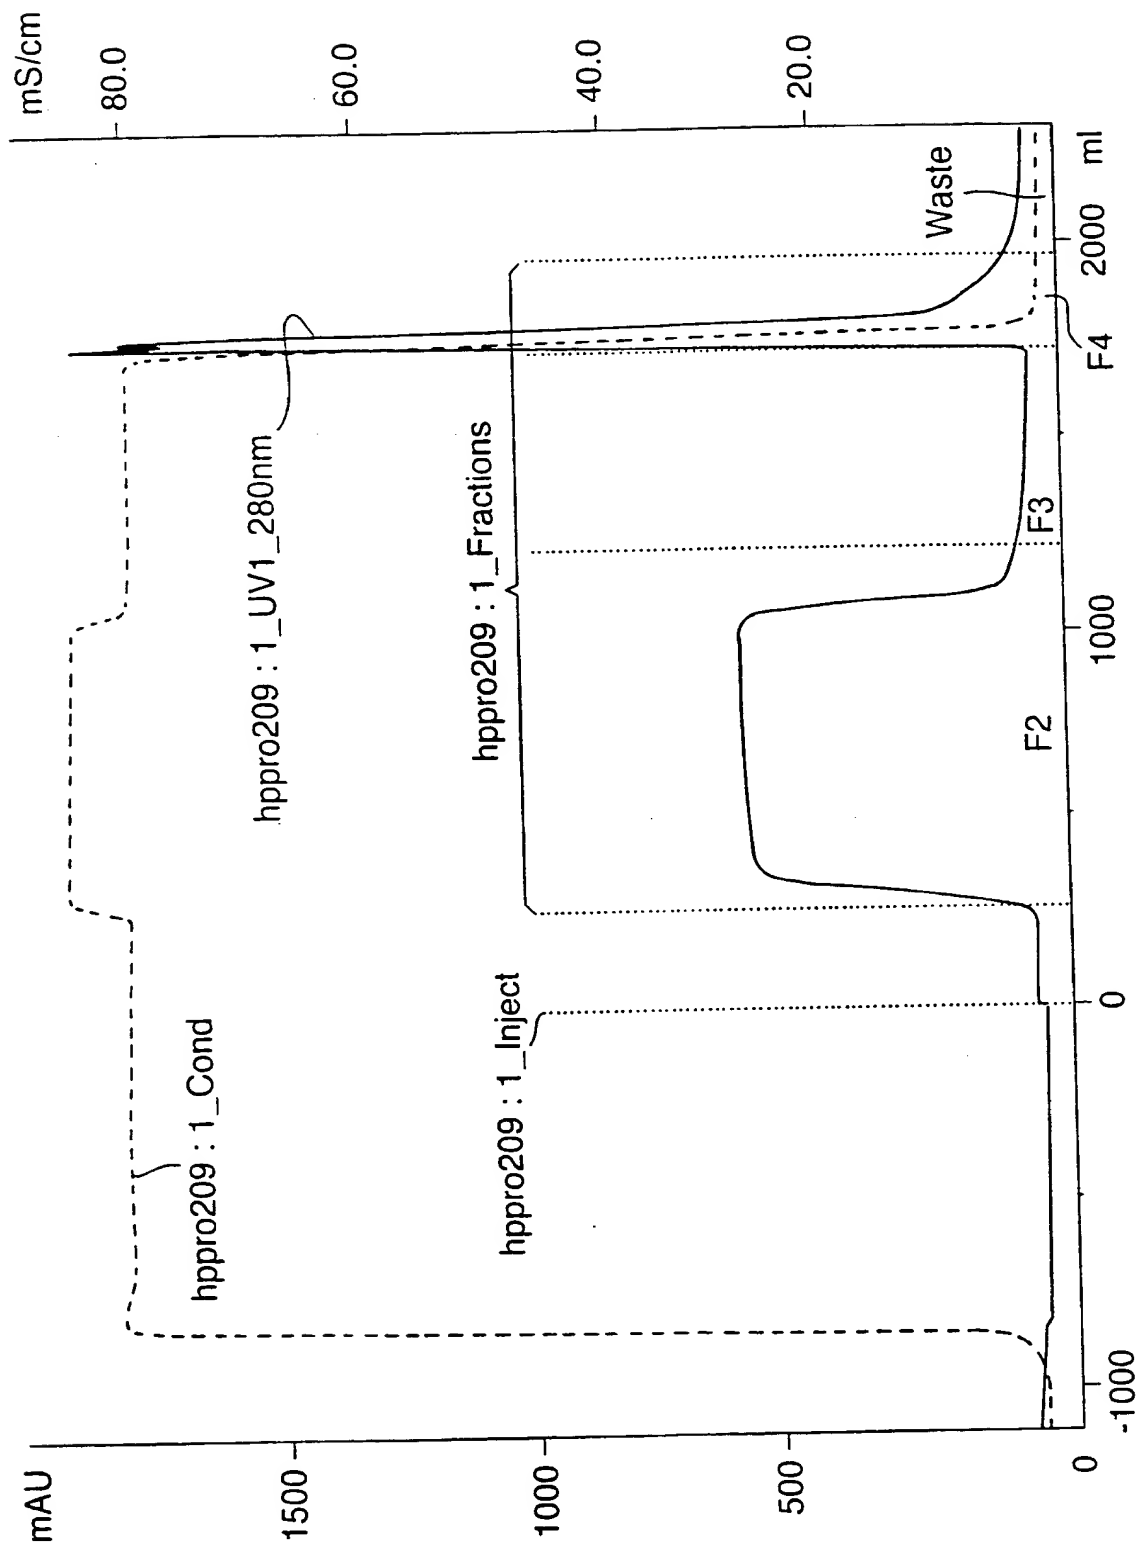 mAU
mS/cm
1500
1000
500
0
80.0
60.0
40.0
20.0
hppro209 : 1_Cond
hppro209 : 1_UV1_280nm
hppro209 : 1_Fractions
hppro209 : 1_Inject
F2
F3
F4
Waste
-1000
0
1000
2000
ml